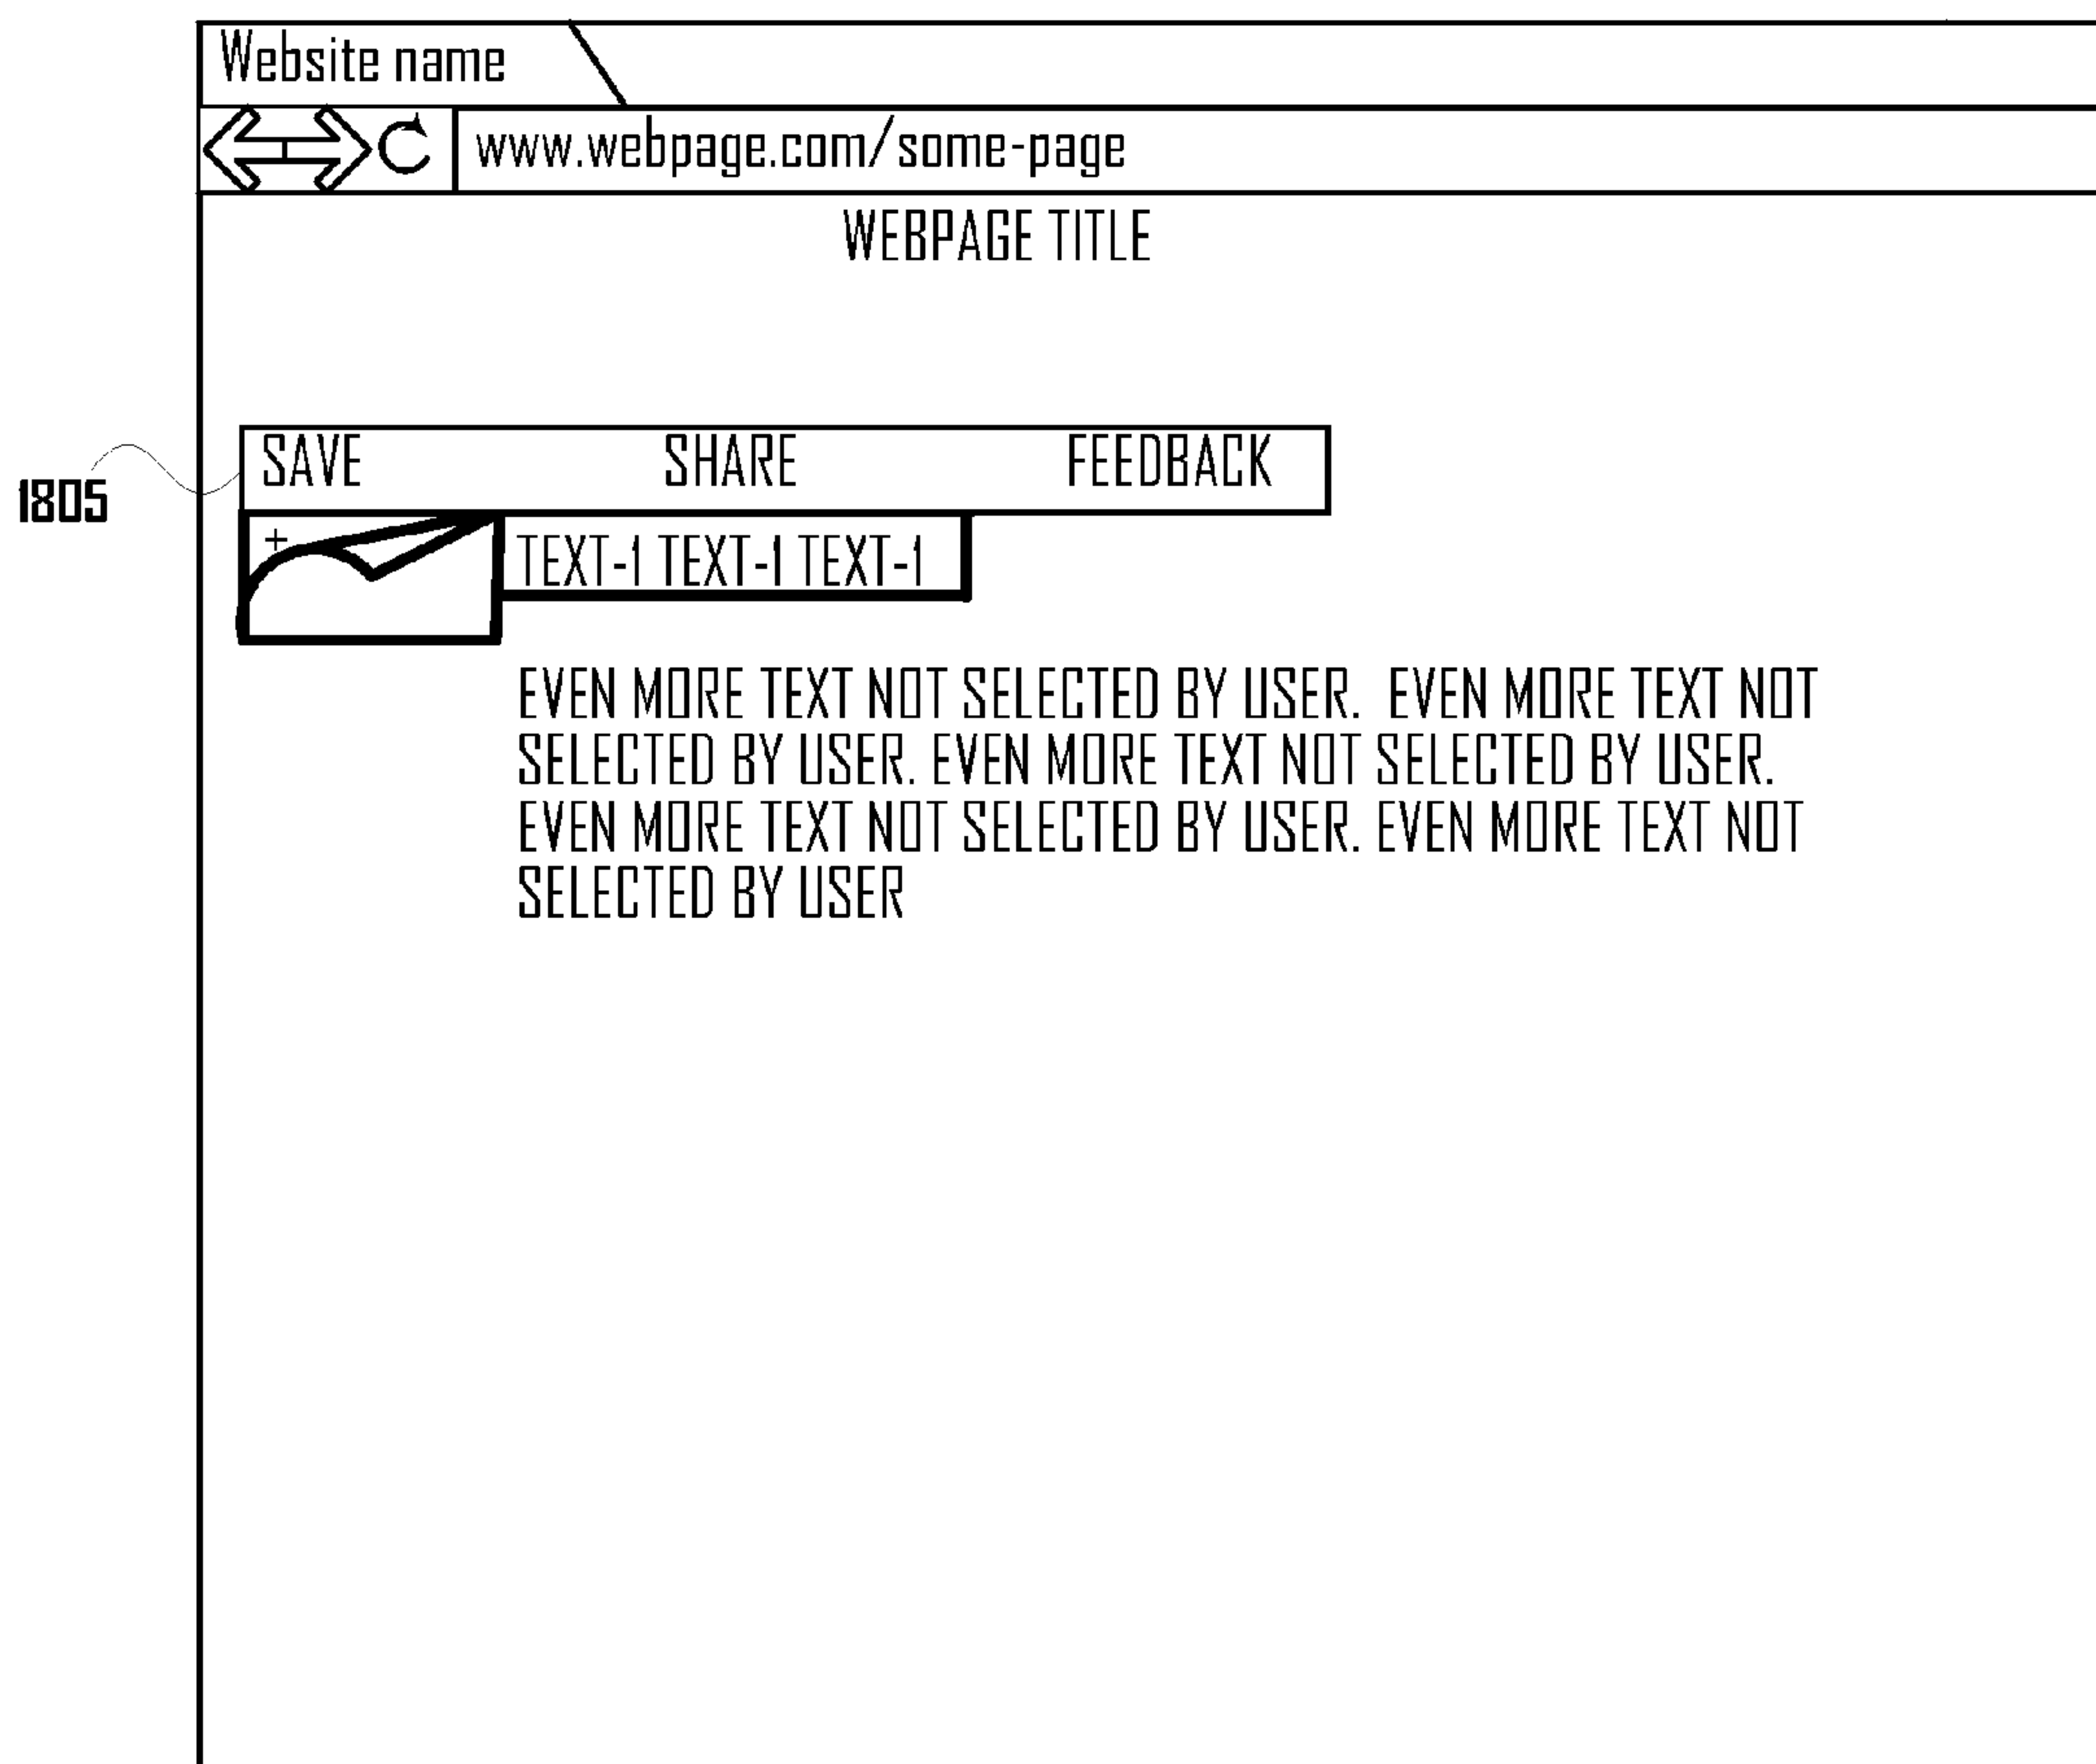 Website name
www.webpage.com/some-page
WEBPAGE TITLE
SAVE SHARE FEEDBACK
1805
TEXT-1 TEXT-1 TEXT-1
EVEN MORE TEXT NOT SELECTED BY USER.  EVEN MORE TEXT NOT
SELECTED BY USER. EVEN MORE TEXT NOT SELECTED BY USER.
EVEN MORE TEXT NOT SELECTED BY USER. EVEN MORE TEXT NOT
SELECTED BY USER